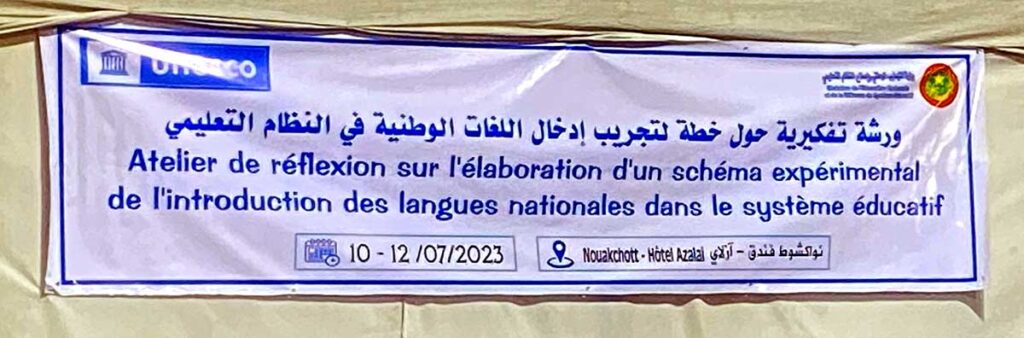 unesco
ورشة تفكيرية حول خطة لتجريب إدخال اللغات الوطنية في النظام التعليمي
Atelier de réflexion sur l'élaboration d'un schéma expérimental
de l'introduction des langues nationales dans le système éducatif
10 - 12 /07/2023
Nouakchott - Hôtel Azalaï نواكشوط فندق - آزلاي